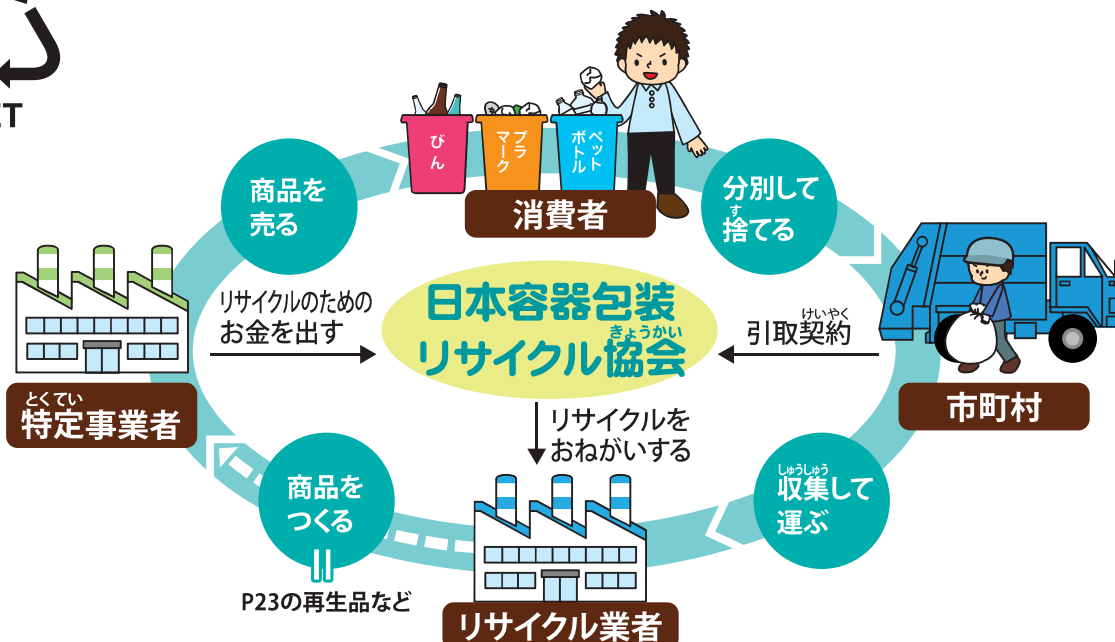 びん
プラ
マーク
ペット
ボトル
消費者
商品を
売る
分別して
す
捨てる
リサイクルのための
お金を出す
日本容器包装
きょうかい
リサイクル協会
けいやく
引取契約
とくてい
特定事業者
市町村
リサイクルを
おねがいする
商品を
つくる
P23の再生品など
しゅうしゅう
収集して
運ぶ
リサイクル業者